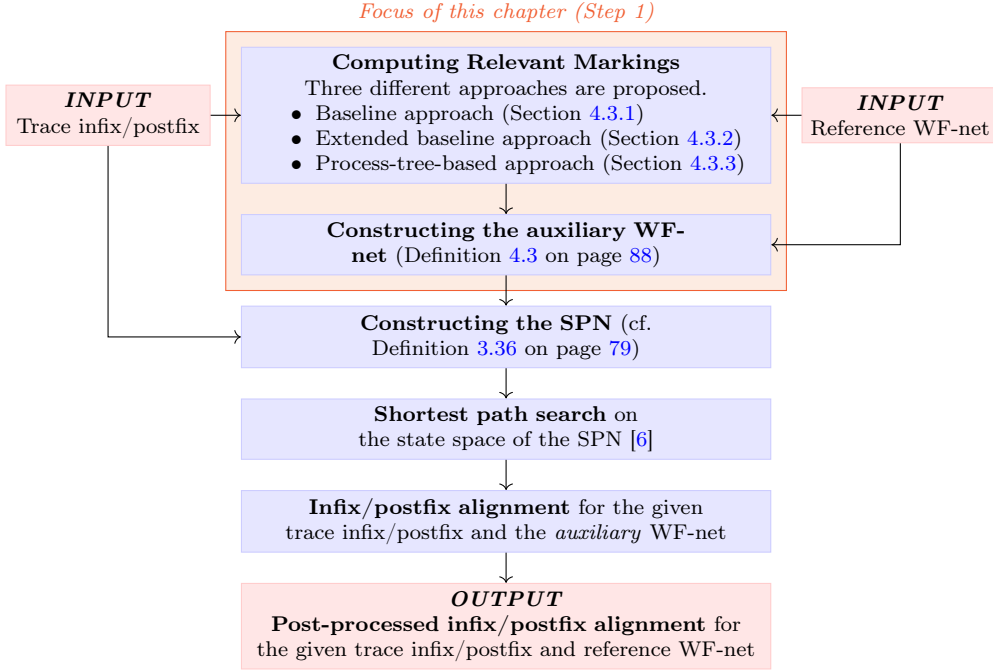 Focus of this chapter (Step 1)
Computing Relevant Markings
Three different approaches are proposed.
• Baseline approach (Section 4.3.1)
• Extended baseline approach (Section 4.3.2)
• Process-tree-based approach (Section 4.3.3)
INPUT
Trace infix/postfix
INPUT
Reference WF-net
Constructing the auxiliary WF-
net (Definition 4.3 on page 88)
Constructing the SPN (cf.
Definition 3.36 on page 79)
Shortest path search on
the state space of the SPN [6]
Infix/postfix alignment for the given
trace infix/postfix and the auxiliary WF-net
OUTPUT
Post-processed infix/postfix alignment for
the given trace infix/postfix and reference WF-net